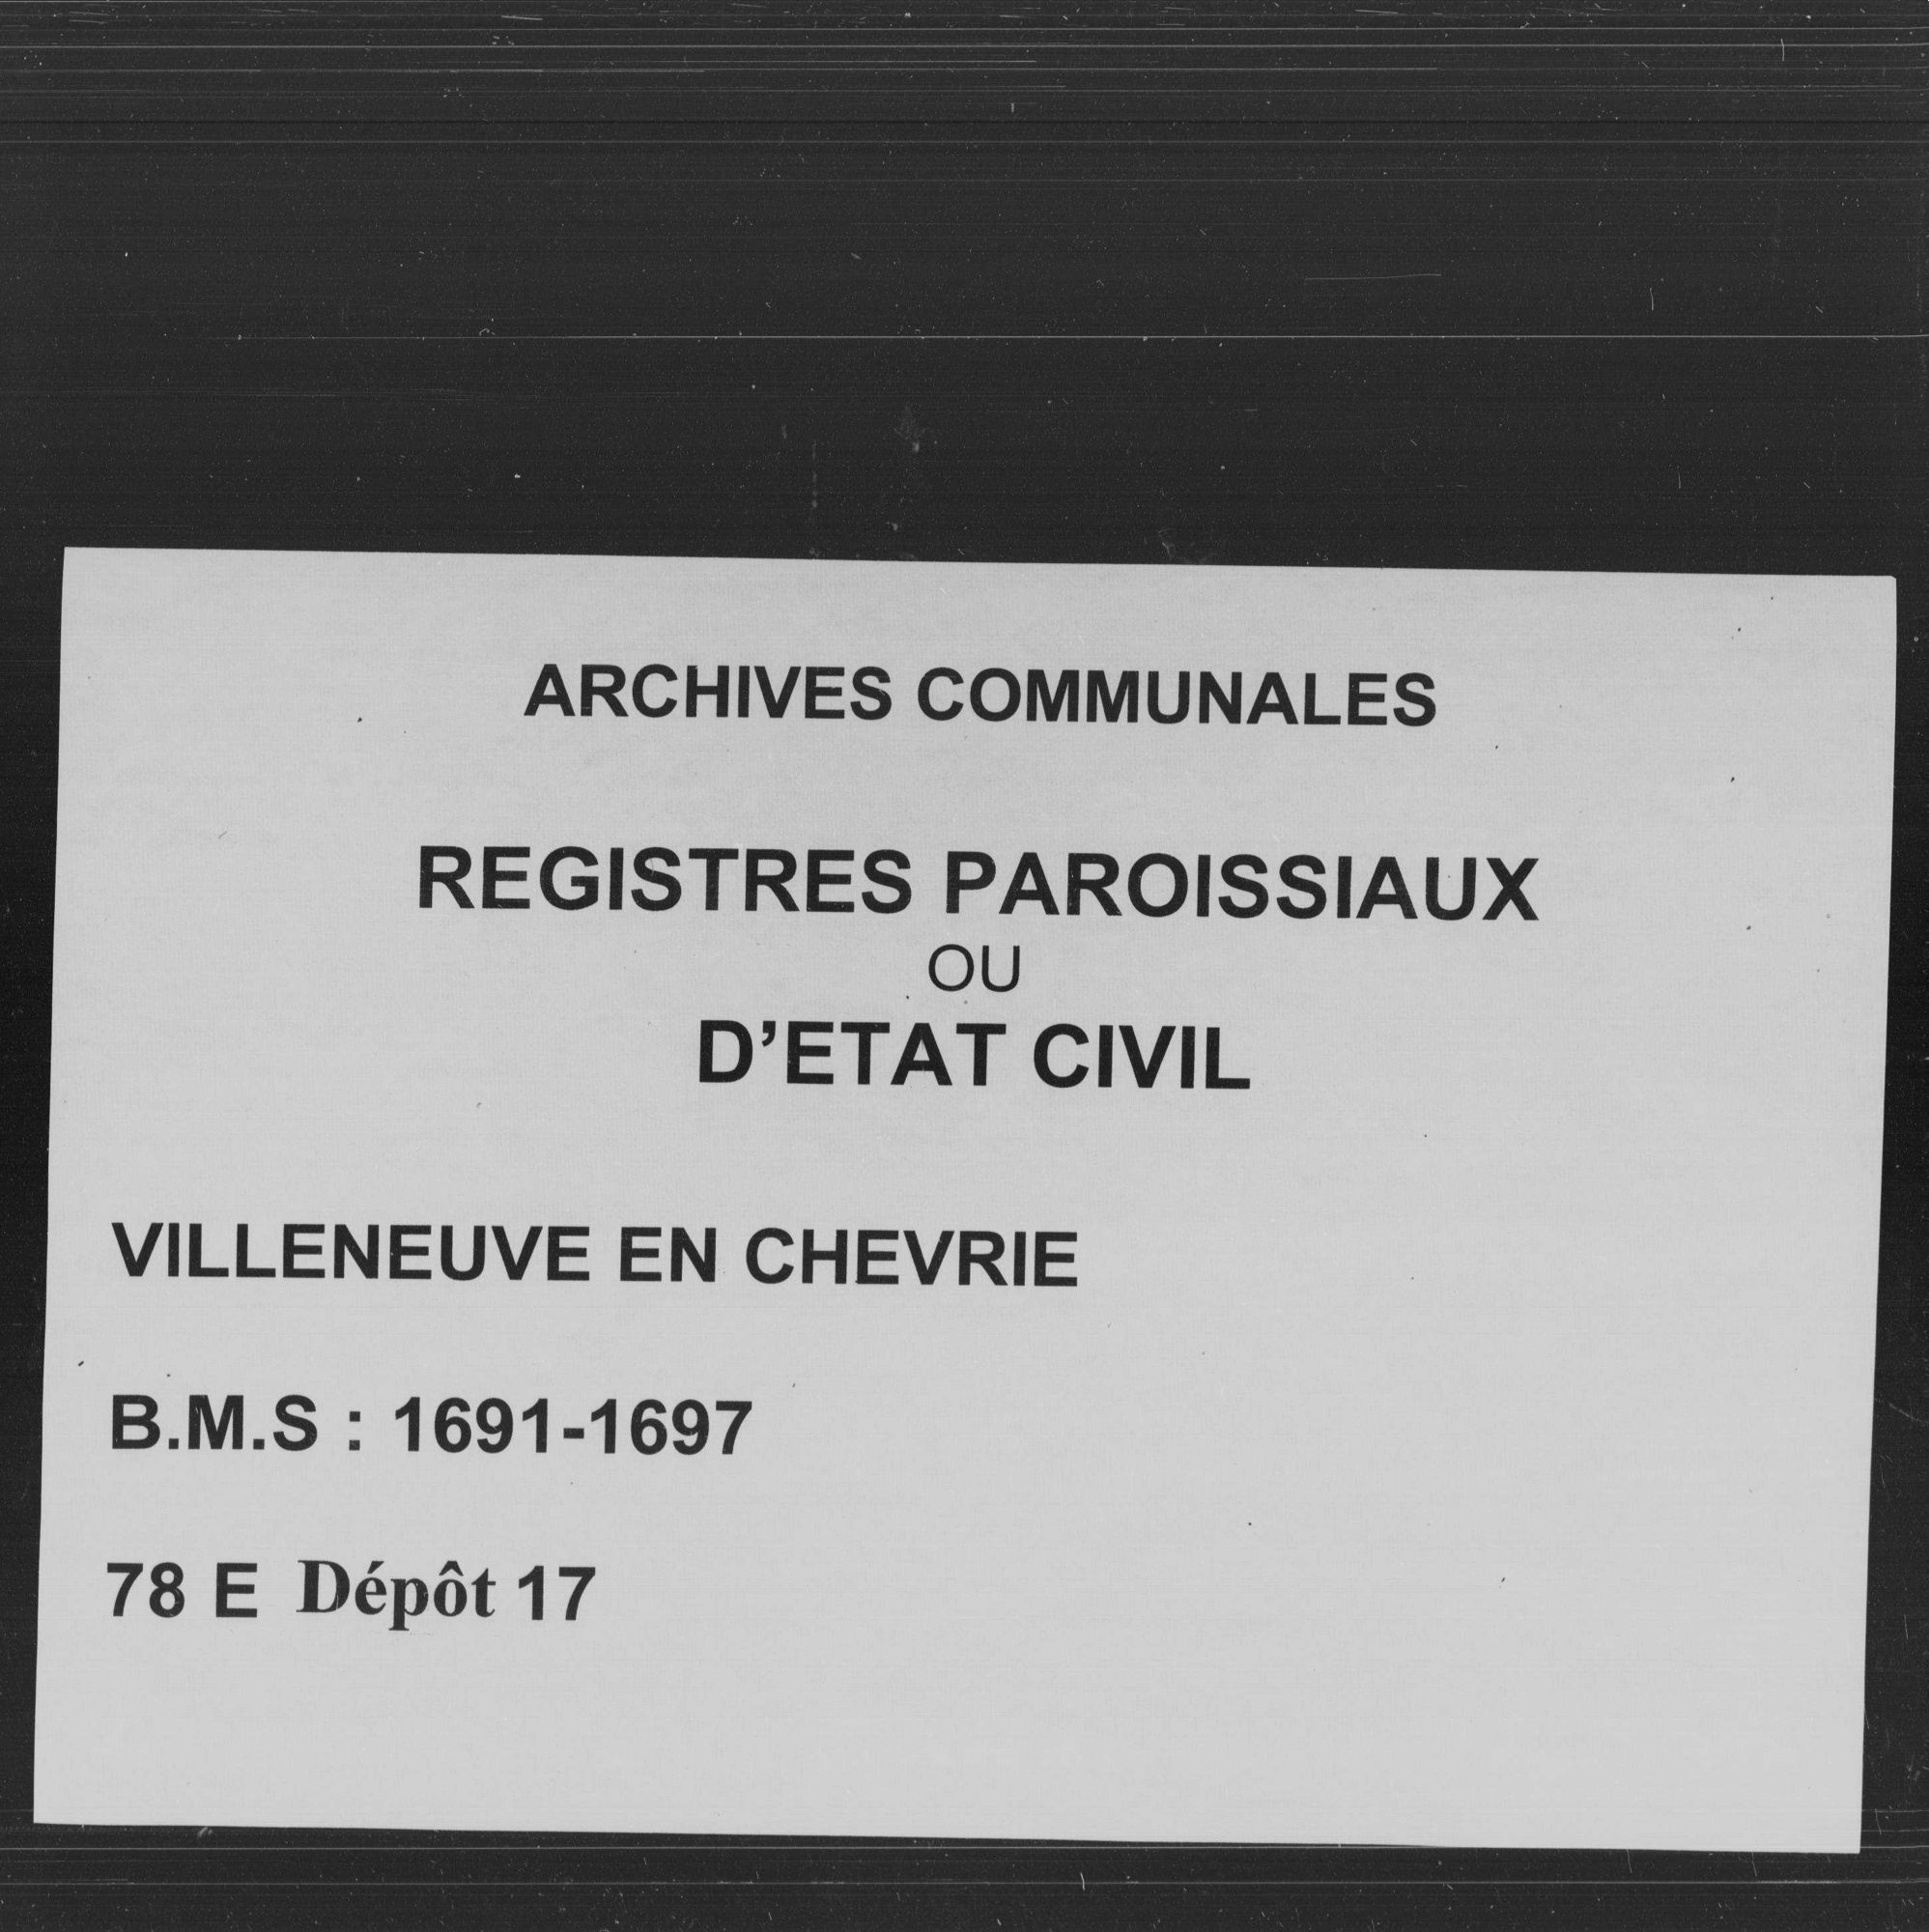 ARCHIVES COMMUNALES
REGISTRES PAROISSIAUX
OU
D’ETAT CIVIL
VILLENEUVE EN CHEVRIE
B.M.S : 1691-1697
78 E Dépôt 17